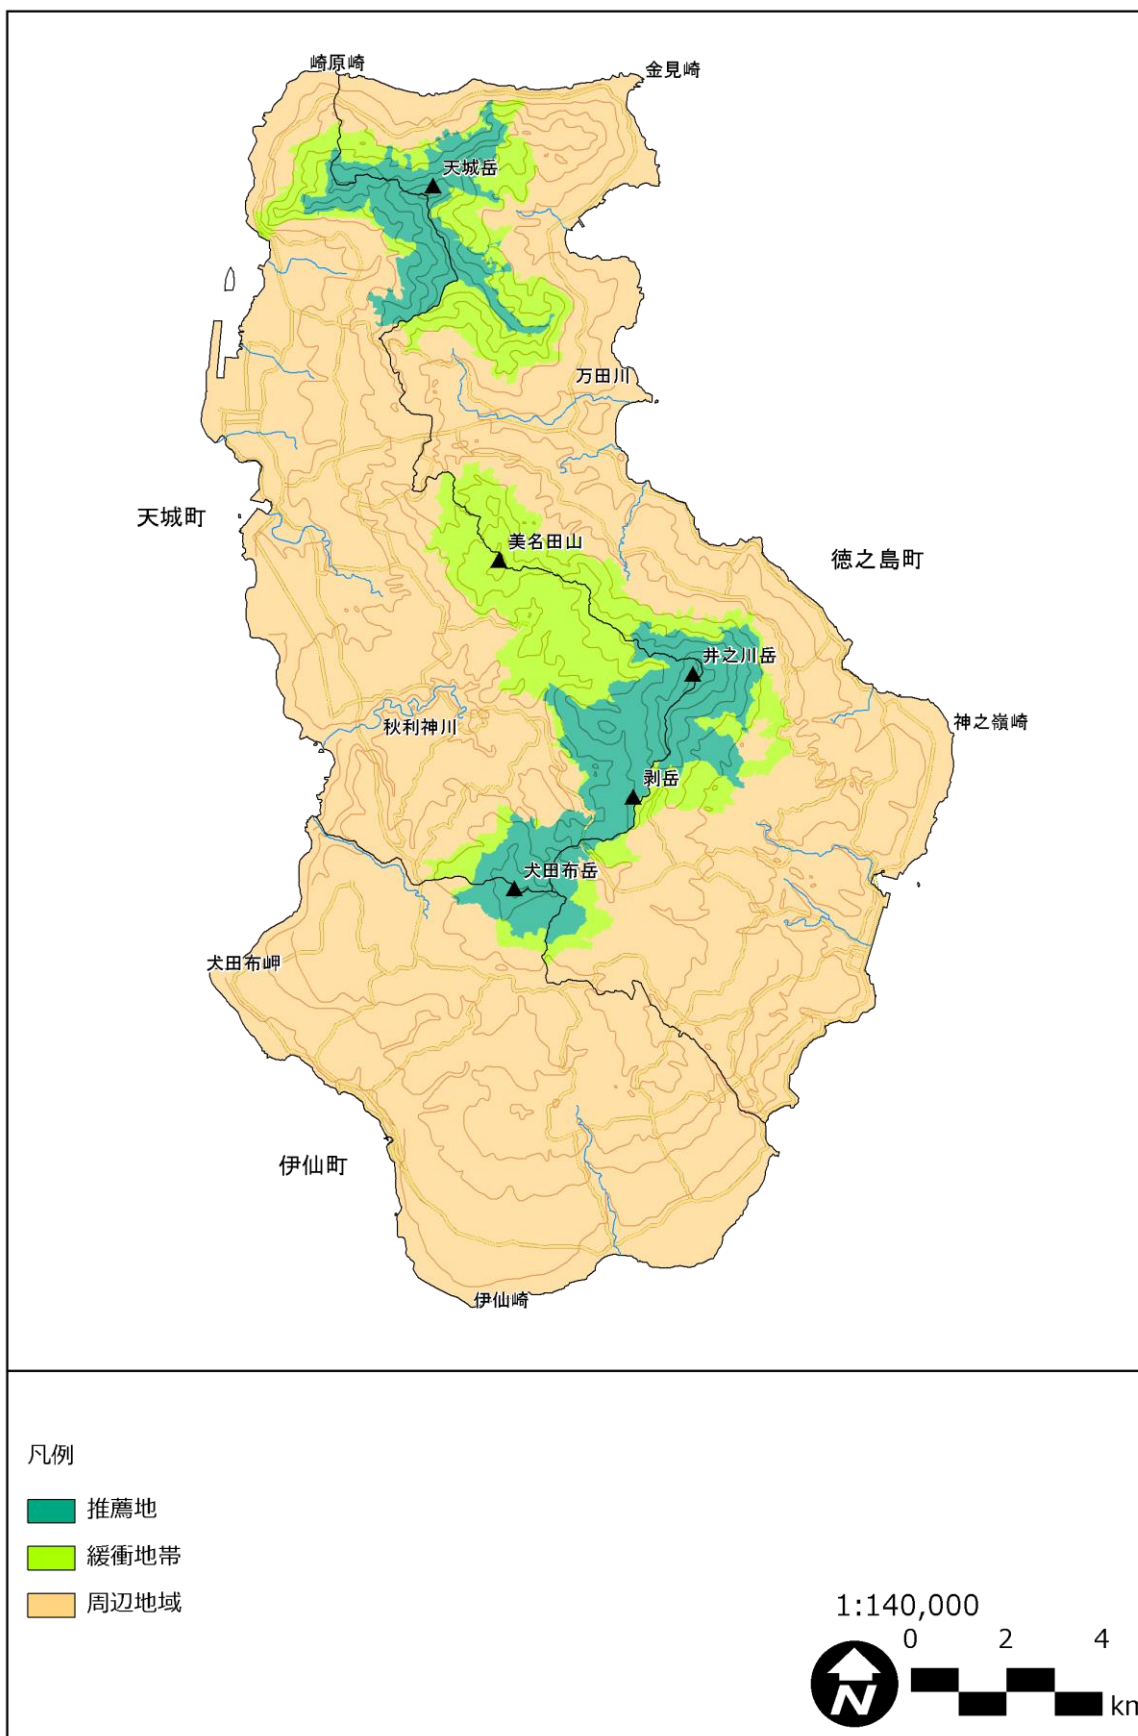 崎原崎
金見崎
天城岳
万田川
天城町
美名田山
徳之島町
井之川岳
神之嶺崎
秋利神川
剥岳
犬田布岳
犬田布岬
伊仙町
伊仙崎
凡例
推薦地
緩衝地帯
周辺地域
1:140,000
0 2 4
km
N